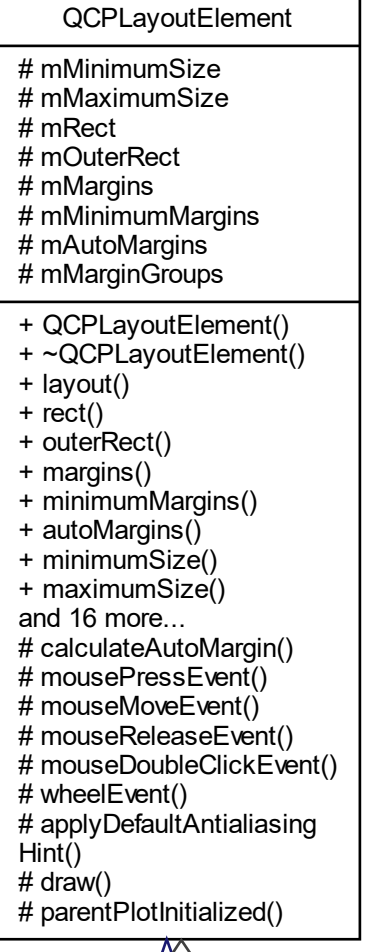 QCPLayoutElement
# mMinimumSize
# mMaximumSize
# mRect
# mOuterRect
# mMargins
# mMinimumMargins
# mAutoMargins
# mMarginGroups
+ QCPLayoutElement()
+ ~QCPLayoutElement()
+ layout()
+ rect()
+ outerRect()
+ margins()
+ minimumMargins()
+ autoMargins()
+ minimumSize()
+ maximumSize()
and 16 more...
# calculateAutoMargin()
# mousePressEvent()
# mouseMoveEvent()
# mouseReleaseEvent()
# mouseDoubleClickEvent()
# wheelEvent()
# applyDefaultAntialiasing
Hint()
# draw()
# parentPlotInitialized()